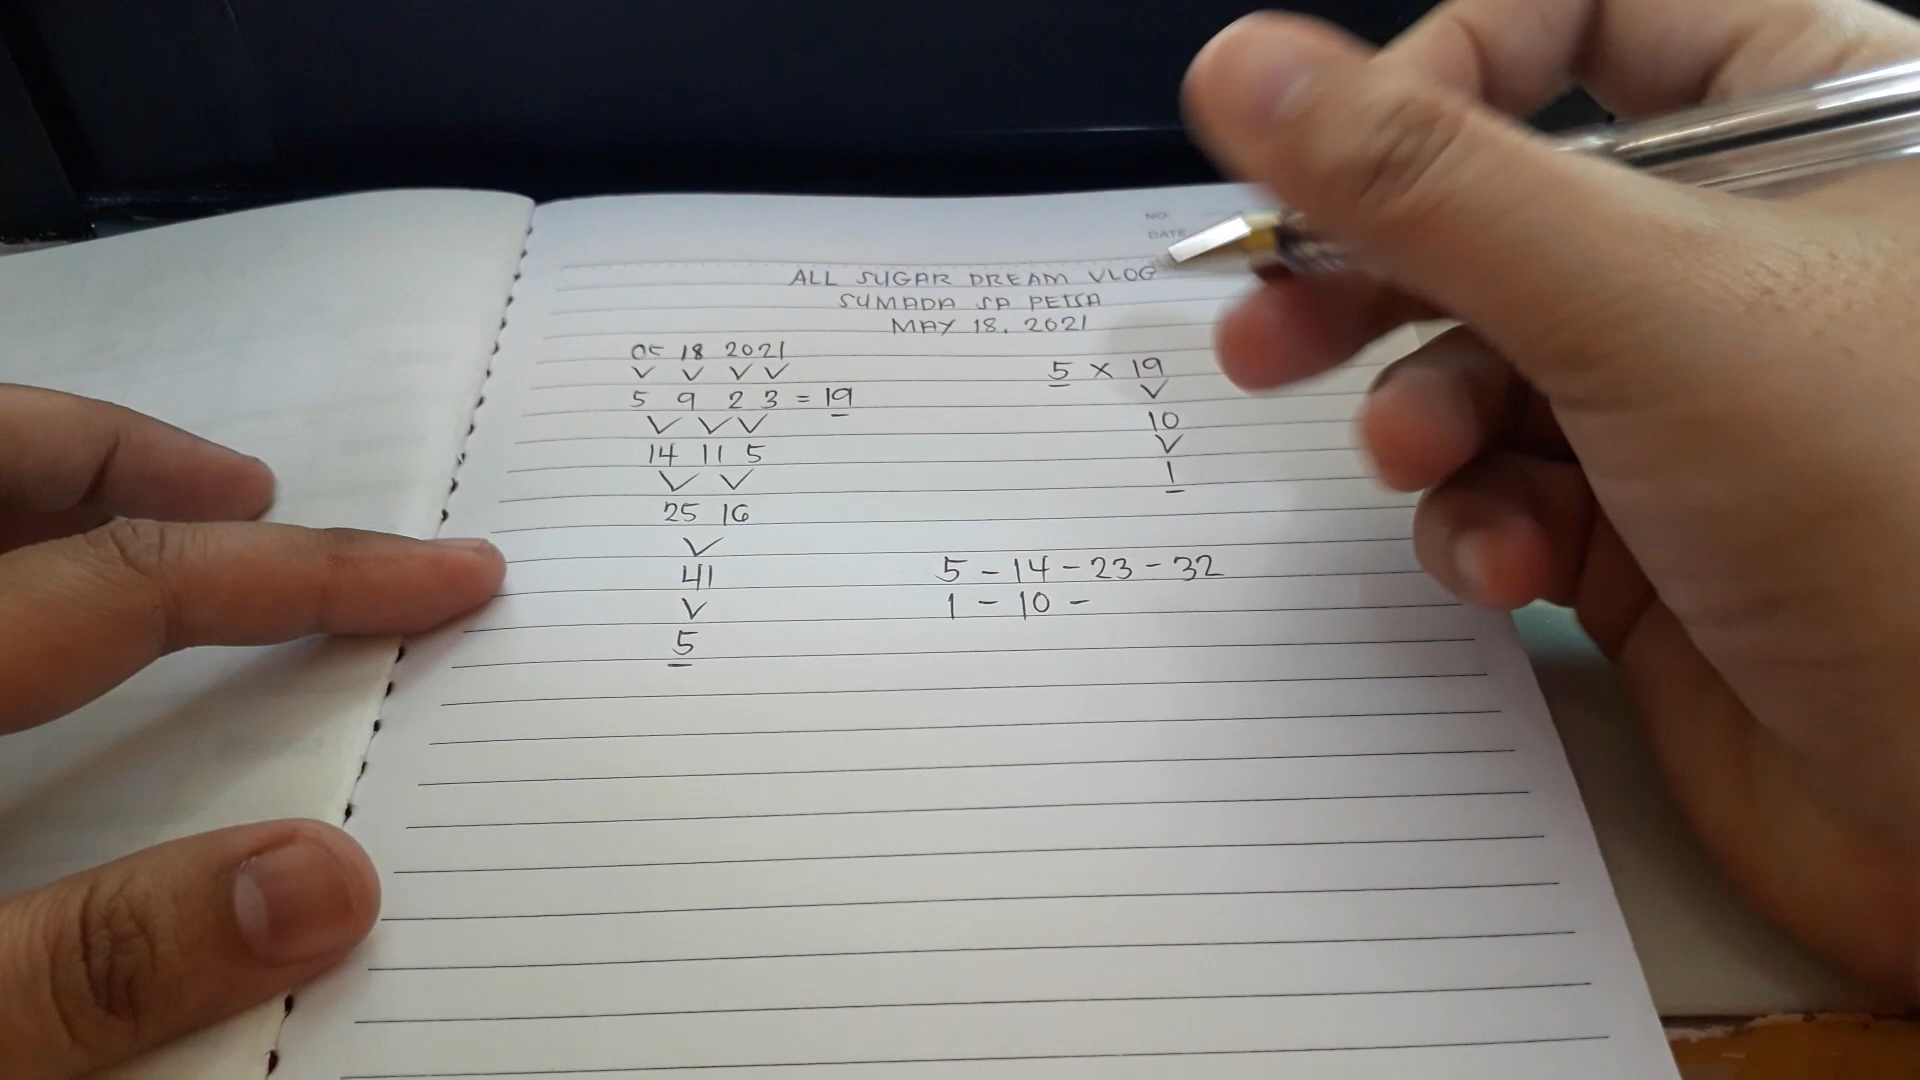 NO:
DATE
ALL SUGAR DREAM VLOG
SUMADA SA PETSA
MAY 18, 2021
05 18 2021
5 9 2 3 = 19
14 11 5
25 16
41
5
5 x 19
10
1
5 - 14 - 23 - 32
1 - 10 -